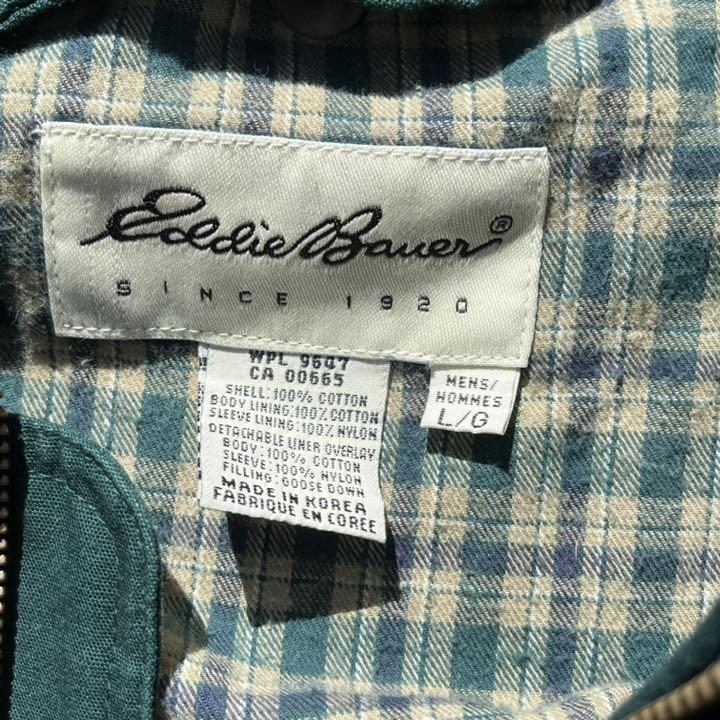 Eddie Bauer®
SINCE 1920
WPL 9647
CA 00665
SHELL: 100% COTTON
BODY LINING: 100% COTTON
SLEEVE LINING: 100% NYLON
DETACHABLE LINER OVERLAY
BODY: 100% COTTON
SLEEVE: 100% NYLON
FILLING: GOOSE DOWN
MADE IN KOREA
FABRIQUE EN COREE
MENS/
HOMMES
L/G